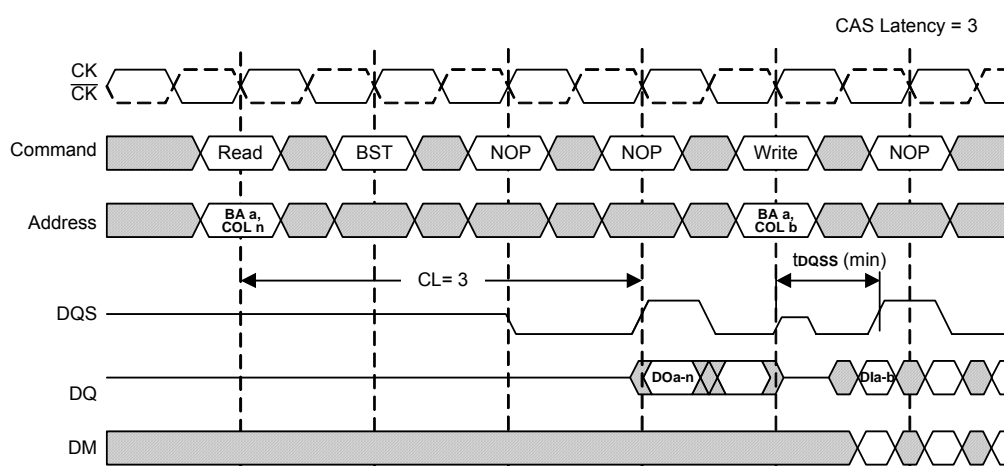 CAS Latency = 3
CK
CK
Command
Read
BST
NOP
NOP
Write
NOP
Address
BA a,
COL n
BA a,
COL b
CL= 3
tDQSS (min)
DQS
DQ
DOa-n
DIa-b
DM